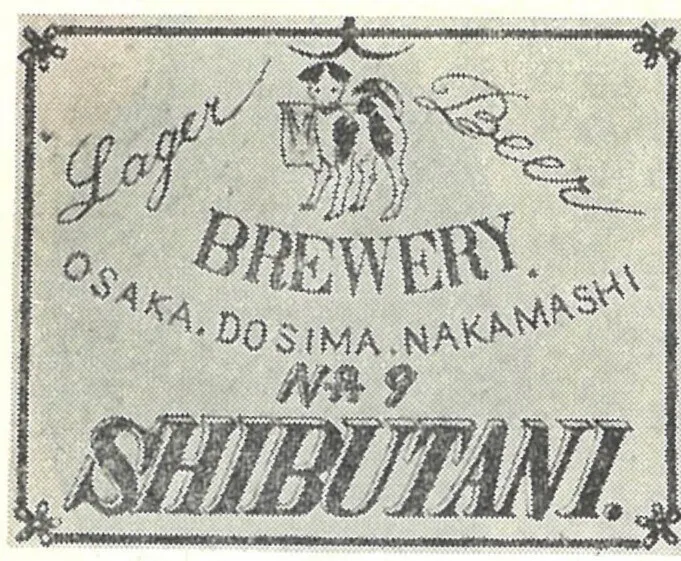 Lager Beer
BREWERY.
OSAKA. DOSIMA. NAKAMASHI
No 9
SHIBUTANI.